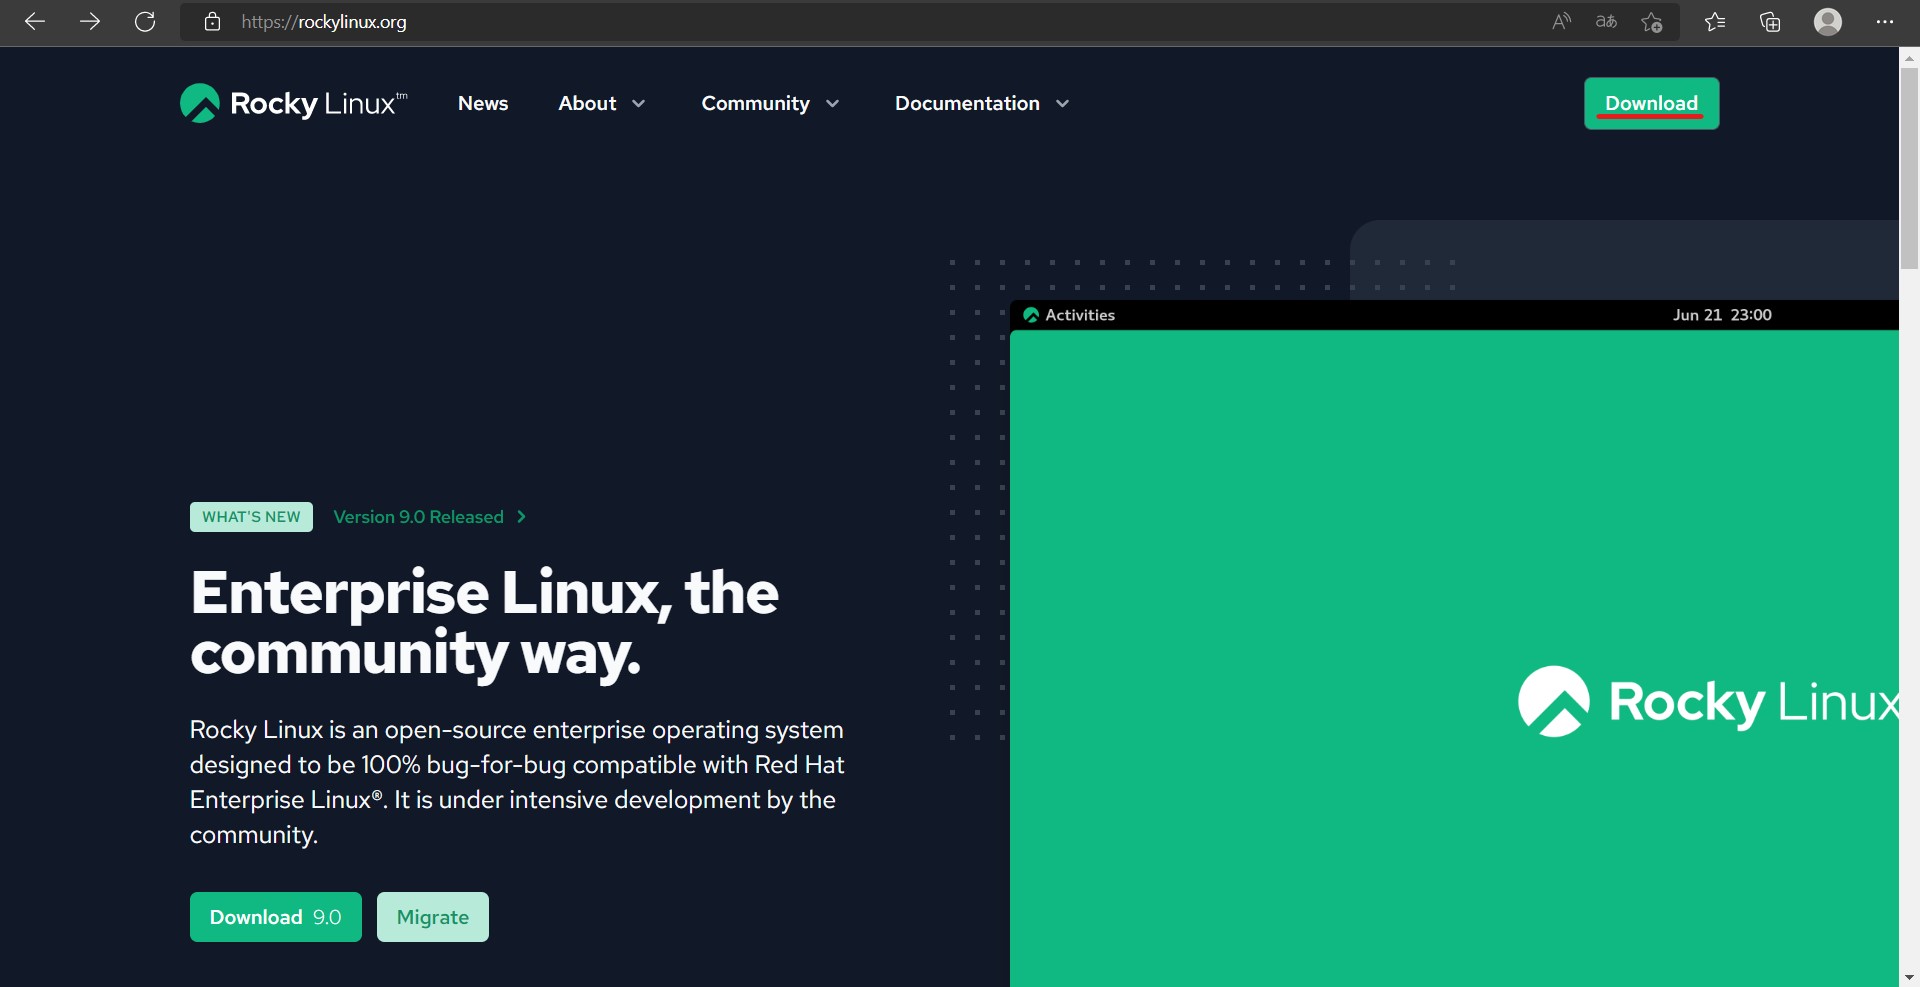 https://rockylinux.org
Rocky Linux™
News
About
Community
Documentation
Download
Activities
Jun 21 23:00
WHAT'S NEW
Version 9.0 Released
Enterprise Linux, the
community way.
Rocky Linux
Rocky Linux is an open-source enterprise operating system
designed to be 100% bug-for-bug compatible with Red Hat
Enterprise Linux®. It is under intensive development by the
community.
Download 9.0
Migrate